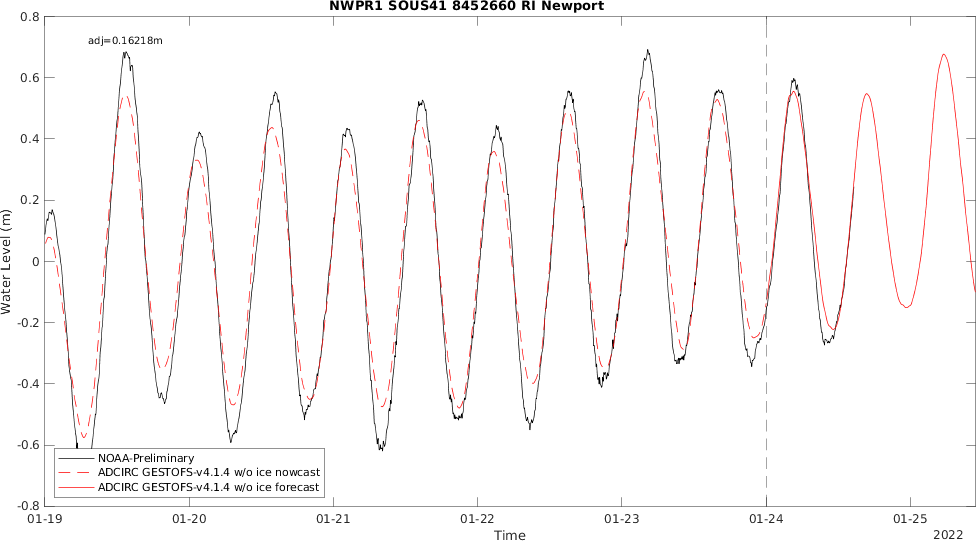 NWPR1 SOUS41 8452660 RI Newport
adj=0.16218m
0.8
0.6
0.4
0.2
0
-0.2
-0.4
-0.6
-0.8
Water Level (m)
NOAA-Preliminary
ADCIRC GESTOFS-v4.1.4 w/o ice nowcast
ADCIRC GESTOFS-v4.1.4 w/o ice forecast
01-19 01-20 01-21 01-22 01-23 01-24 01-25
Time
2022